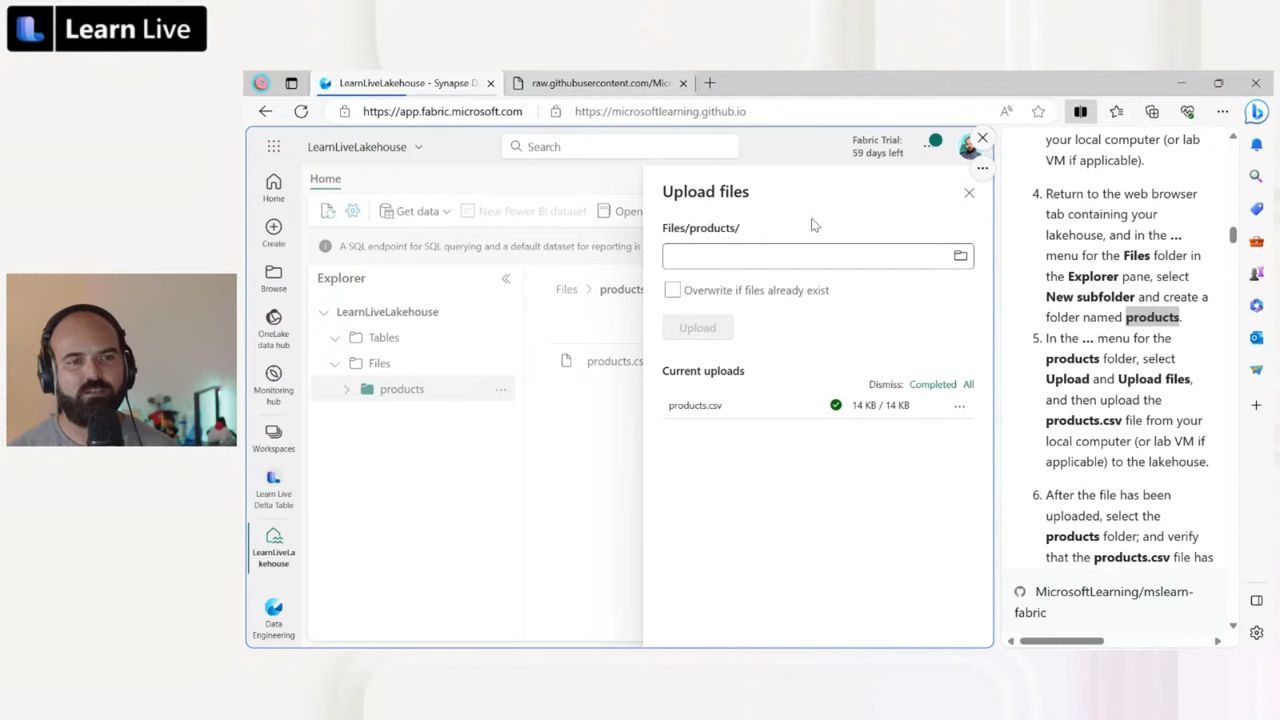 Learn Live
LearnLiveLakehouse - Synapse D
raw.githubusercontent.com/Mic
https://app.fabric.microsoft.com
https://microsoftlearning.github.io
LearnLiveLakehouse
Search
Fabric Trial:
59 days left
Home
Create
Browse
OneLake
data hub
Monitoring
hub
Workspaces
Learn Live
Delta Table
LearnLiveLa
kehouse
Data
Engineering
Home
Get data
New Power BI dataset
Open
A SQL endpoint for SQL querying and a default dataset for reporting is
Explorer
LearnLiveLakehouse
Tables
Files
products
Files
products
products.cs
Upload files
Files/products/
Overwrite if files already exist
Upload
Current uploads
Dismiss: Completed All
products.csv
14 KB / 14 KB
your local computer (or lab
VM if applicable).
4. Return to the web browser
tab containing your
lakehouse, and in the ...
menu for the Files folder in
the Explorer pane, select
New subfolder and create a
folder named products.
5. In the ... menu for the
products folder, select
Upload and Upload files,
and then upload the
products.csv file from your
local computer (or lab VM if
applicable) to the lakehouse.
6. After the file has been
uploaded, select the
products folder; and verify
that the products.csv file has
MicrosoftLearning/mslearn-
fabric